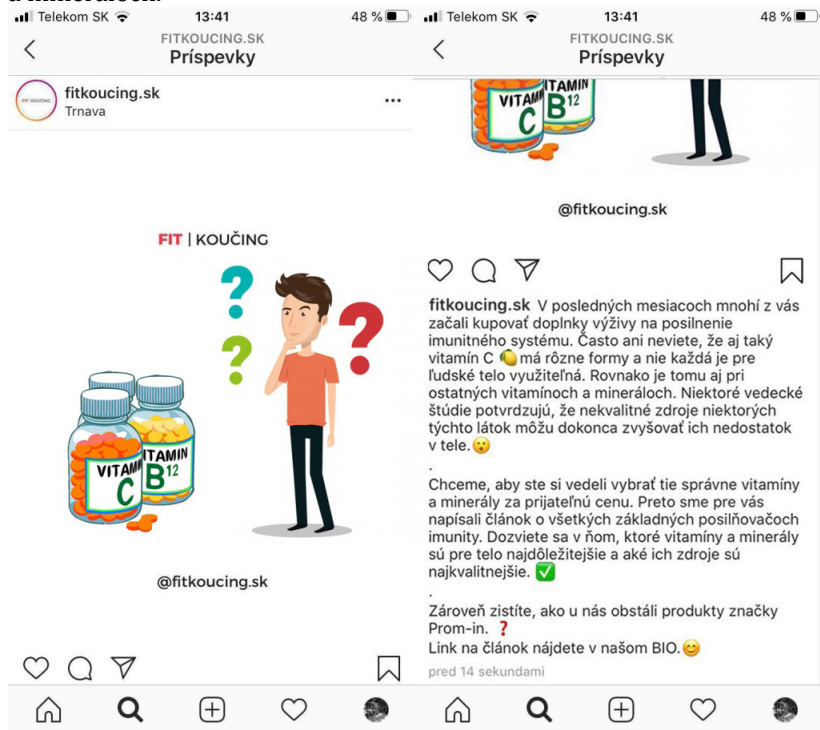 Telekom SK 13:41 48 %
FITKOUCING.SK
Príspevky
FIT KOUČING
fitkoucing.sk
Trnava
FIT | KOUČING
VITAMIN
C
VITAMIN
B12
@fitkoucing.sk
Telekom SK 13:41 48 %
FITKOUCING.SK
Príspevky
VITAMIN
C
VITAMIN
B12
@fitkoucing.sk
fitkoucing.sk V posledných mesiacoch mnohí z vás
začali kupovať doplnky výživy na posilnenie
imunitného systému. Často ani neviete, že aj taký
vitamín C 🍋 má rôzne formy a nie každá je pre
ľudské telo využiteľná. Rovnako je tomu aj pri
ostatných vitamínoch a mineráloch. Niektoré vedecké
štúdie potvrdzujú, že nekvalitné zdroje niektorých
týchto látok môžu dokonca zvyšovať ich nedostatok
v tele.😮
.
Chceme, aby ste si vedeli vybrať tie správne vitamíny
a minerály za prijateľnú cenu. Preto sme pre vás
napísali článok o všetkých základných posilňovačoch
imunity. Dozviete sa v ňom, ktoré vitamíny a minerály
sú pre telo najdôležitejšie a aké ich zdroje sú
najkvalitnejšie. ✅
.
Zároveň zistíte, ako u nás obstáli produkty značky
Prom-in. ❓
Link na článok nájdete v našom BIO.😊
pred 14 sekundami